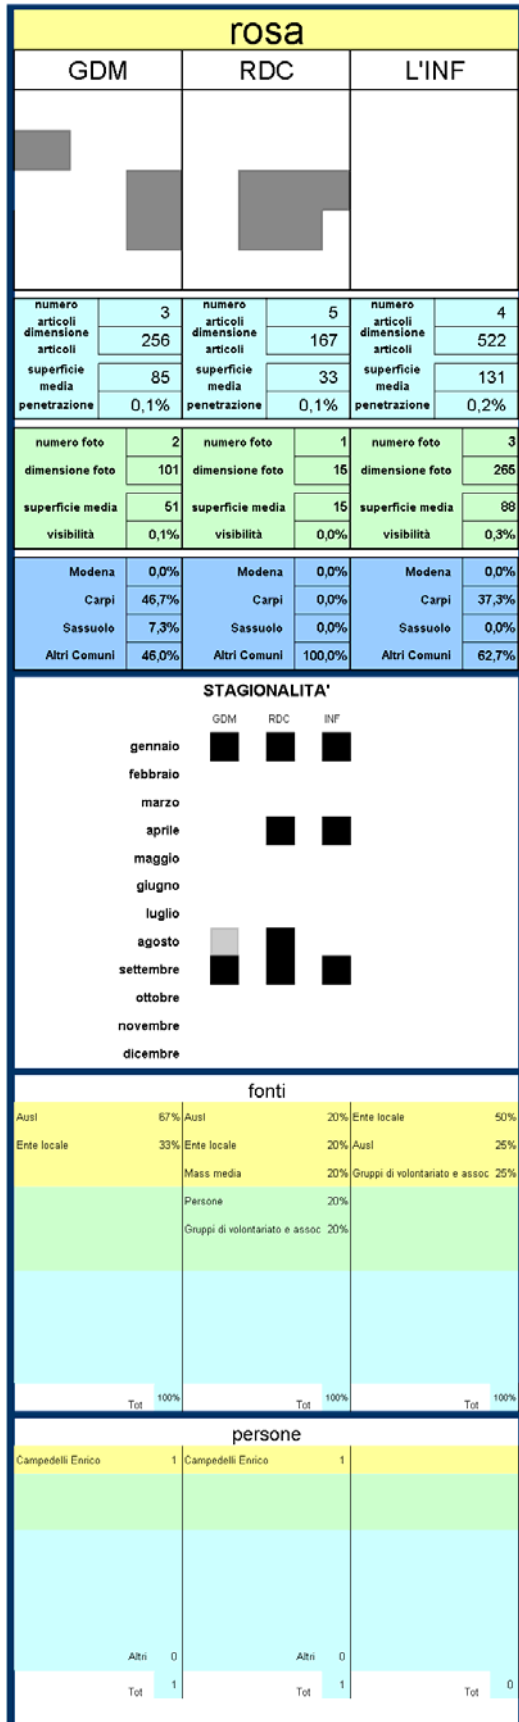 rosa
GDM RDC L'INF
numero articoli 3 numero articoli 5 numero articoli 4
dimensione articoli 256 dimensione articoli 167 dimensione articoli 522
superficie media 85 superficie media 33 superficie media 131
penetrazione 0,1% penetrazione 0,1% penetrazione 0,2%
numero foto 2 numero foto 1 numero foto 3
dimensione foto 101 dimensione foto 15 dimensione foto 265
superficie media 51 superficie media 15 superficie media 88
visibilità 0,1% visibilità 0,0% visibilità 0,3%
Modena 0,0% Modena 0,0% Modena 0,0%
Carpi 46,7% Carpi 0,0% Carpi 37,3%
Sassuolo 7,3% Sassuolo 0,0% Sassuolo 0,0%
Altri Comuni 46,0% Altri Comuni 100,0% Altri Comuni 62,7%
STAGIONALITA'
GDM RDC INF
gennaio
febbraio
marzo
aprile
maggio
giugno
luglio
agosto
settembre
ottobre
novembre
dicembre
fonti
Ausl 67% Ausl 20% Ente locale 50%
Ente locale 33% Ente locale 20% Ausl 25%
Mass media 20% Gruppi di volontariato e assoc 25%
Persone 20%
Gruppi di volontariato e assoc 20%
Tot 100% Tot 100% Tot 100%
persone
Campedelli Enrico 1 Campedelli Enrico 1
Altri 0 Altri 0
Tot 1 Tot 1 Tot 0